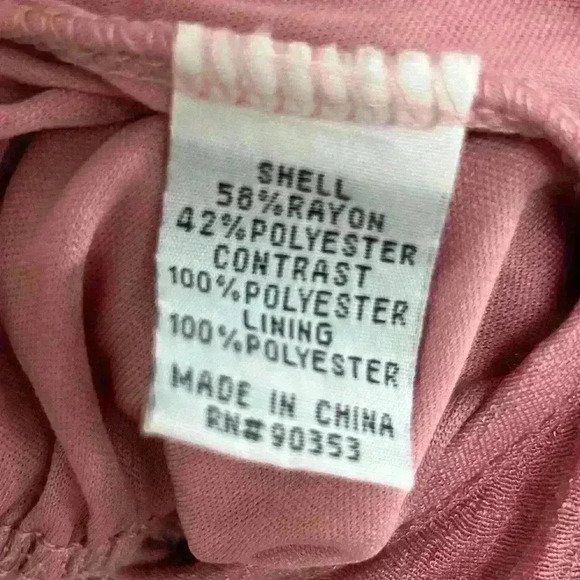 SHELL
58%RAYON
42%POLYESTER
CONTRAST
100%POLYESTER
LINING
100%POLYESTER
MADE IN CHINA
RN#90353